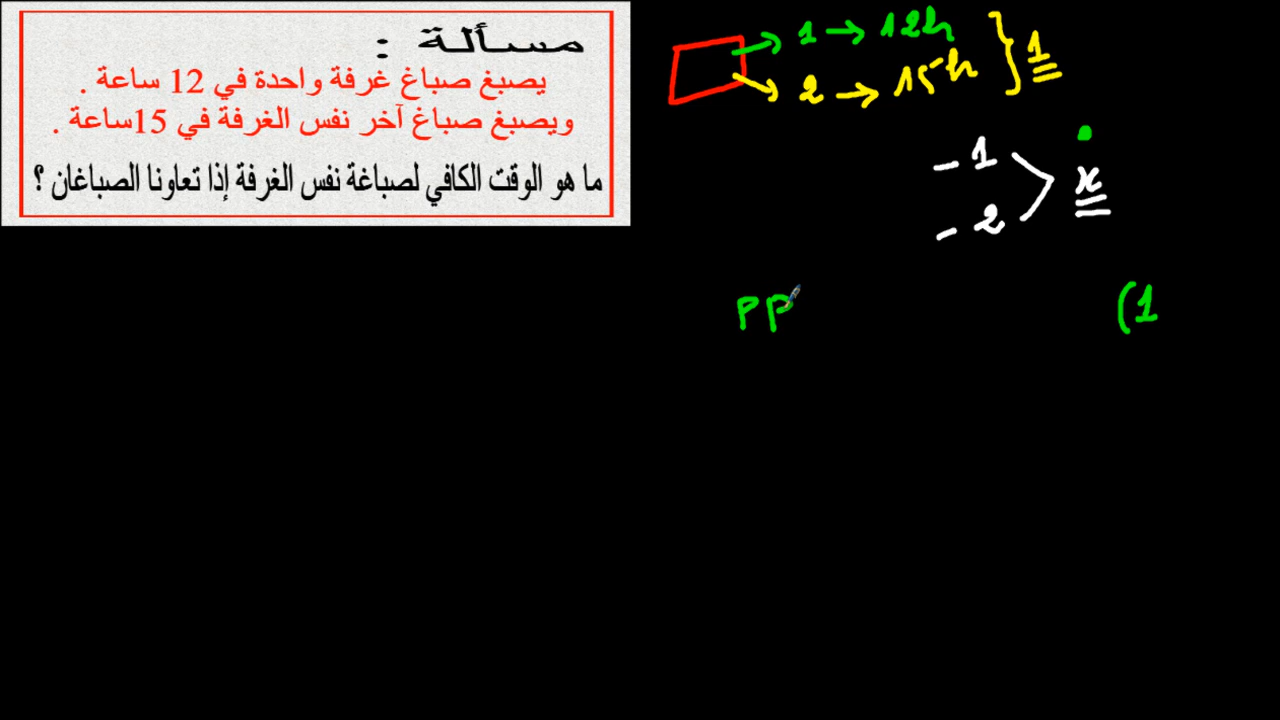 مسألة :
يصبغ صباغ غرفة واحدة في 12 ساعة .
ويصبغ صباغ آخر نفس الغرفة في 15ساعة .
ما هو الوقت الكافي لصباغة نفس الغرفة إذا تعاونا الصباغان ؟
1 → 12h
2 → 15h
} 1
- 1
- 2
x
(1
PP